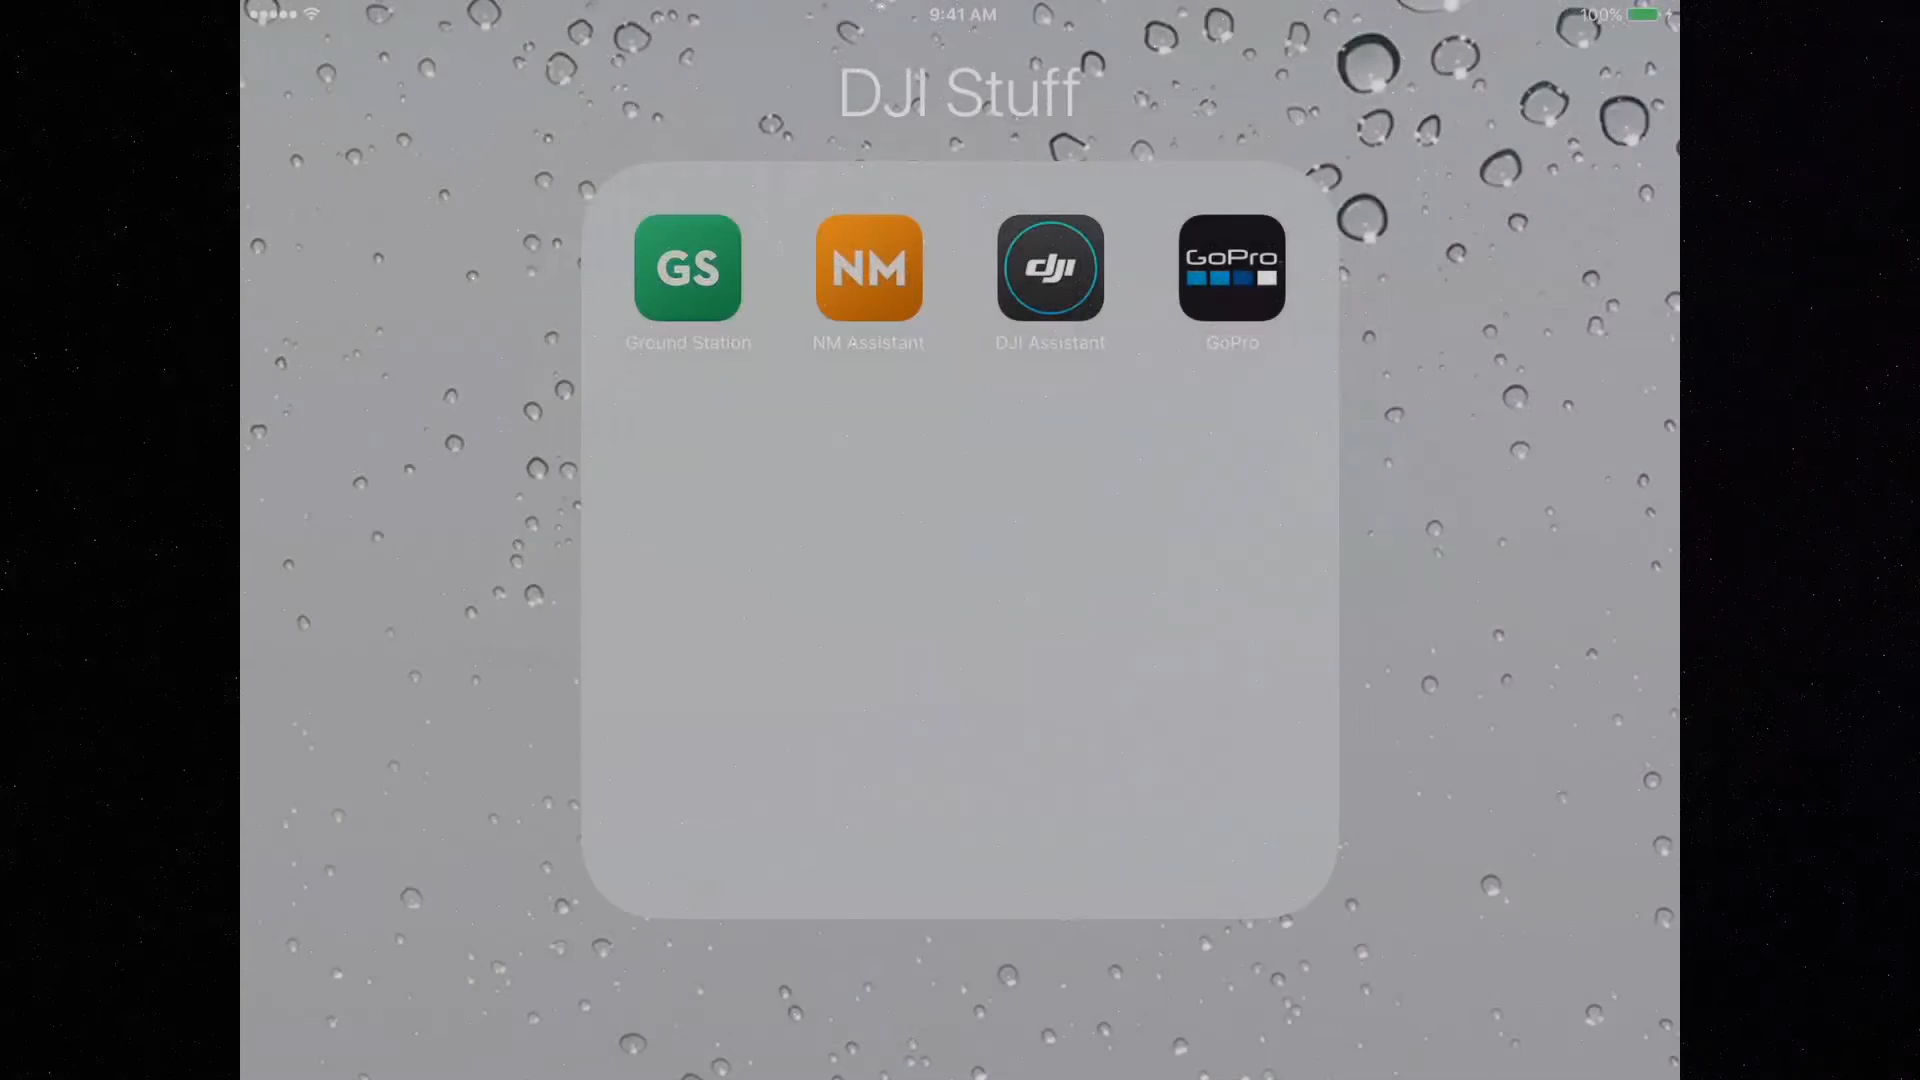 9:41 AM
100%
DJI Stuff
GS
NM
dji
GoPro
Ground Station
NM Assistant
DJI Assistant
GoPro